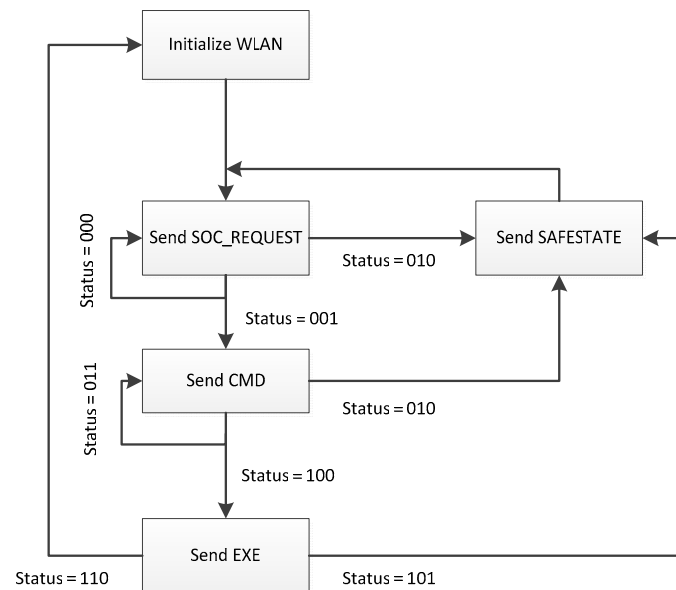 Initialize WLAN
Status = 000
Send SOC_REQUEST
Status = 010
Send SAFESTATE
Status = 001
Status = 011
Send CMD
Status = 010
Status = 100
Send EXE
Status = 110
Status = 101